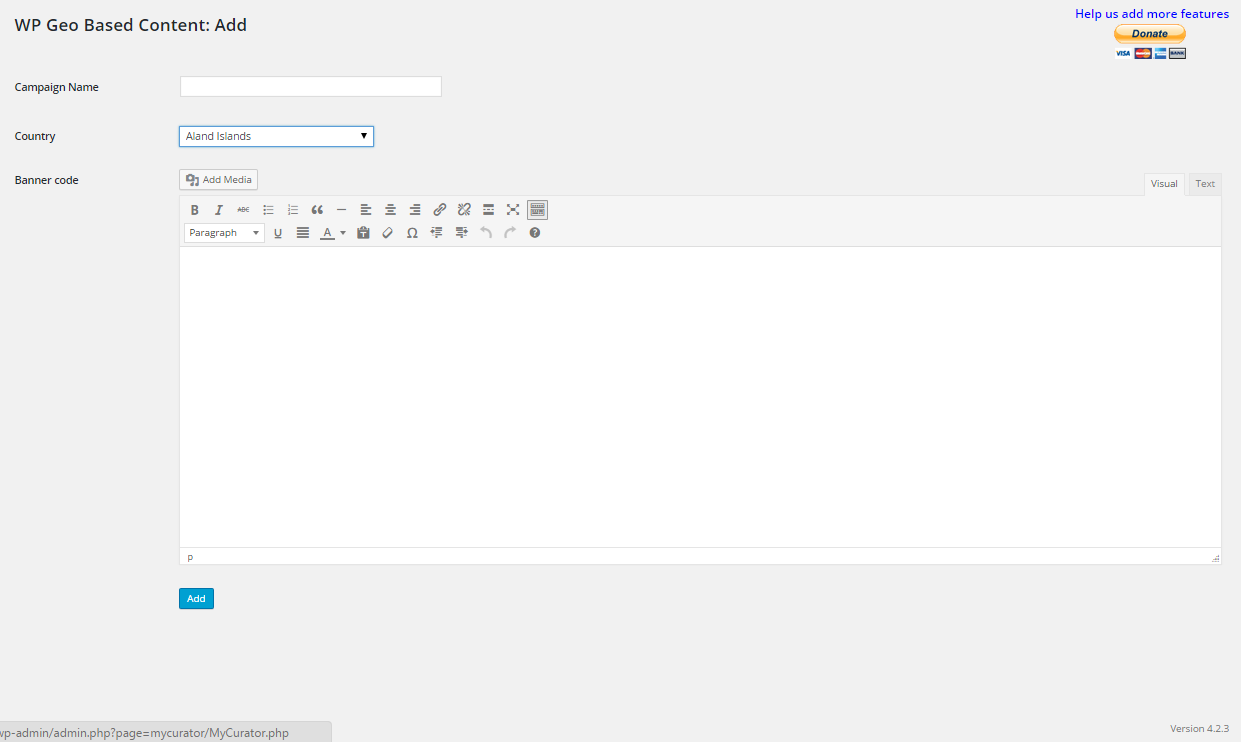 WP Geo Based Content: Add
Help us add more features
Donate
VISA BANK
Campaign Name
Country
Aland Islands
Banner code
Add Media
Visual
Text
B I ABC
Paragraph
U A T Ω ?
p
Add
wp-admin/admin.php?page=mycurator/MyCurator.php
Version 4.2.3